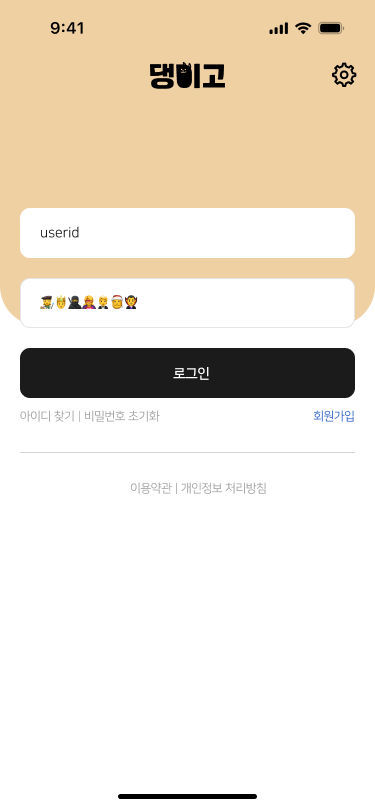 9:41
댕미고
userid
로그인
아이디 찾기 | 비밀번호 초기화
회원가입
이용약관 | 개인정보 처리방침